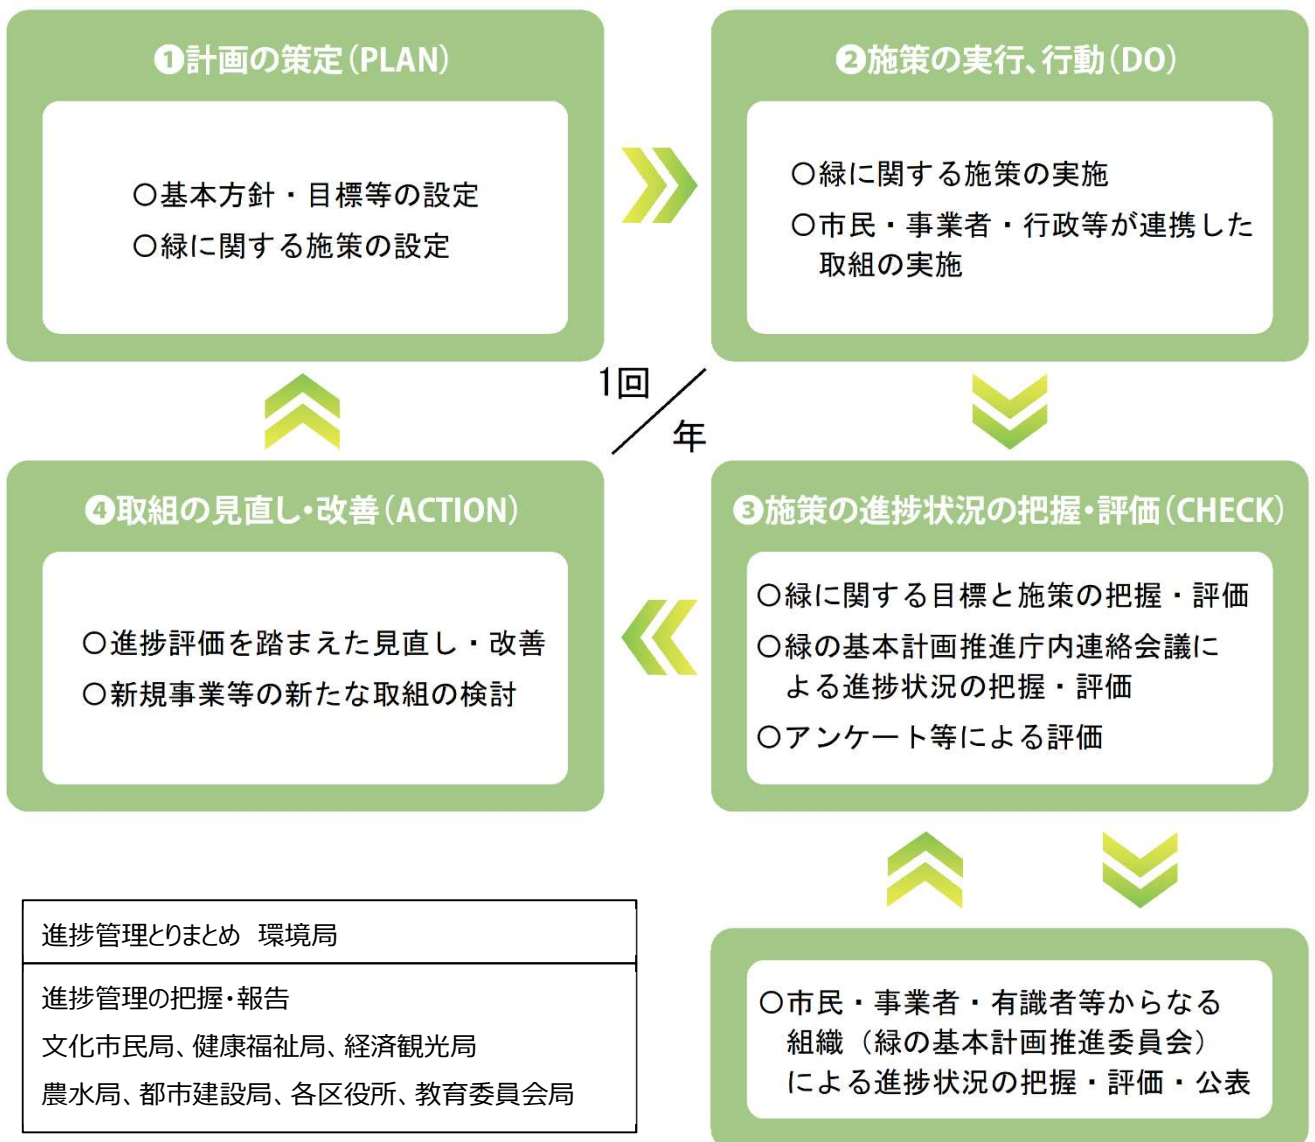 ❶計画の策定(PLAN)
〇基本方針・目標等の設定
〇緑に関する施策の設定
❷施策の実行、行動(DO)
〇緑に関する施策の実施
〇市民・事業者・行政等が連携した
取組の実施
1回/年
❹取組の見直し・改善(ACTION)
〇進捗評価を踏まえた見直し・改善
〇新規事業等の新たな取組の検討
❸施策の進捗状況の把握・評価(CHECK)
〇緑に関する目標と施策の把握・評価
〇緑の基本計画推進庁内連絡会議に
よる進捗状況の把握・評価
〇アンケート等による評価
進捗管理とりまとめ 環境局
進捗管理の把握・報告
文化市民局、健康福祉局、経済観光局
農水局、都市建設局、各区役所、教育委員会局
〇市民・事業者・有識者等からなる
組織(緑の基本計画推進委員会)
による進捗状況の把握・評価・公表